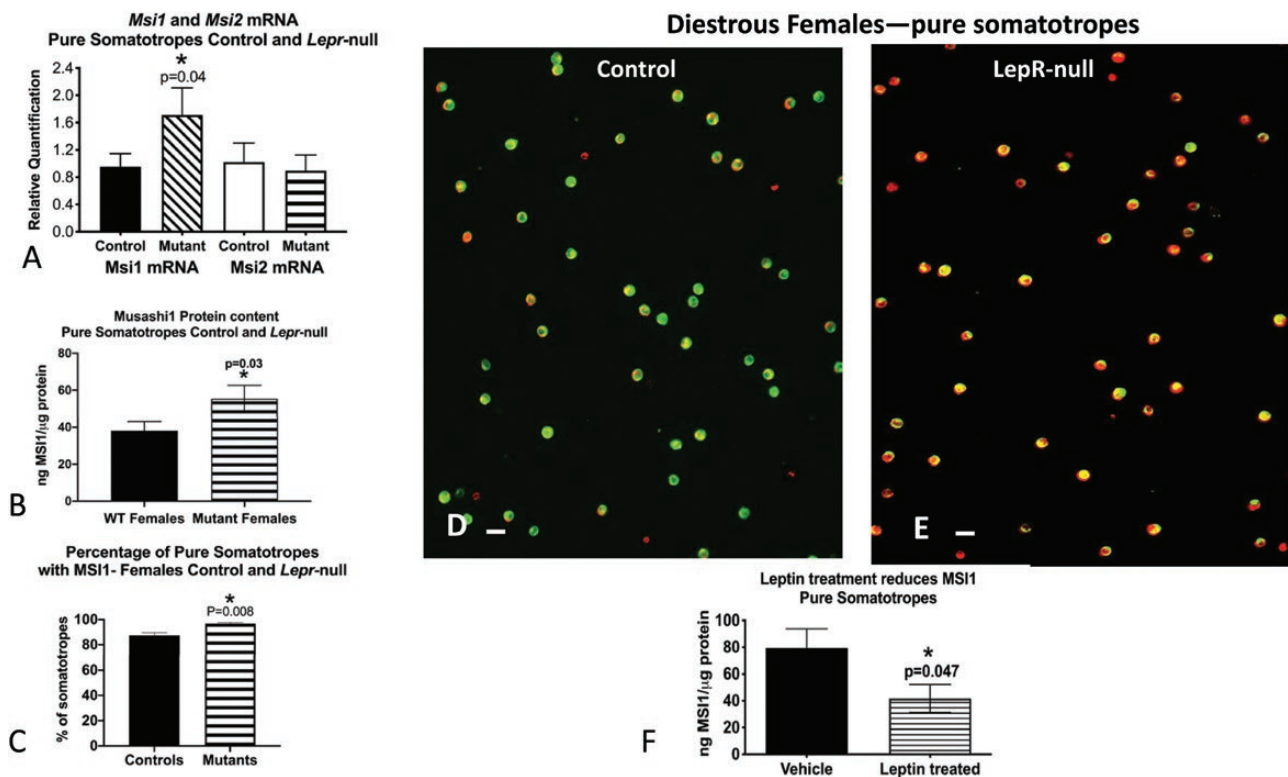 Msi1 and Msi2 mRNA
Pure Somatotropes Control and Lepr-null
*
p=0.04
Relative Quantification
2.4
2.0
1.6
1.2
0.8
0.4
0.0
Control Mutant Control Mutant
Msi1 mRNA Msi2 mRNA
A
Musashi1 Protein content
Pure Somatotropes Control and Lepr-null
p=0.03
*
ng MSI1/μg protein
80
60
40
20
0
WT Females Mutant Females
B
Percentage of Pure Somatotropes
with MSI1- Females Control and Lepr-null
*
P=0.008
% of somatotropes
100
80
60
40
20
0
Controls Mutants
C
Diestrous Females—pure somatotropes
Control
D
LepR-null
E
Leptin treatment reduces MSI1
Pure Somatotropes
*
p=0.047
ng MSI1/μg protein
100
80
60
40
20
0
Vehicle Leptin treated
F